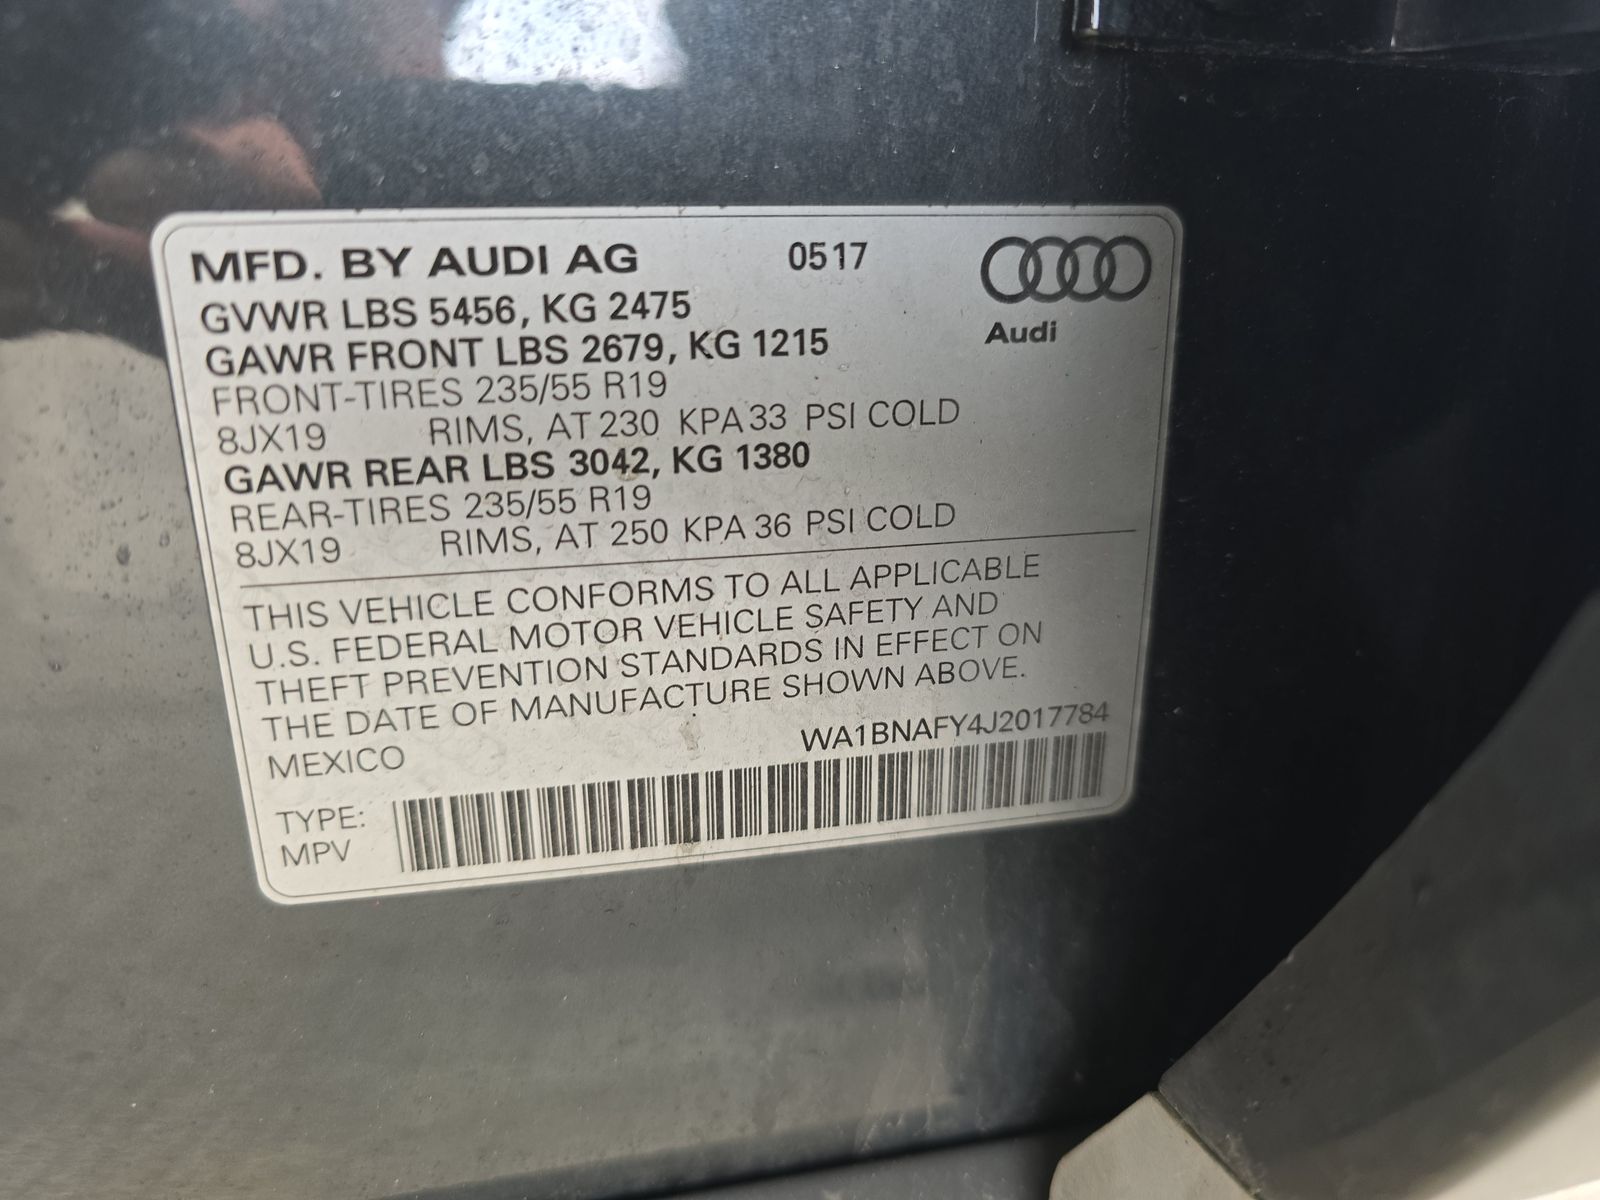 MFD. BY AUDI AG 0517
GVWR LBS 5456, KG 2475
GAWR FRONT LBS 2679, KG 1215
Audi
FRONT-TIRES 235/55 R19
8JX19 RIMS, AT 230 KPA 33 PSI COLD
GAWR REAR LBS 3042, KG 1380
REAR-TIRES 235/55 R19
8JX19 RIMS, AT 250 KPA 36 PSI COLD
THIS VEHICLE CONFORMS TO ALL APPLICABLE
U.S. FEDERAL MOTOR VEHICLE SAFETY AND
THEFT PREVENTION STANDARDS IN EFFECT ON
THE DATE OF MANUFACTURE SHOWN ABOVE.
MEXICO WA1BNAFY4J2017784
TYPE:
MPV